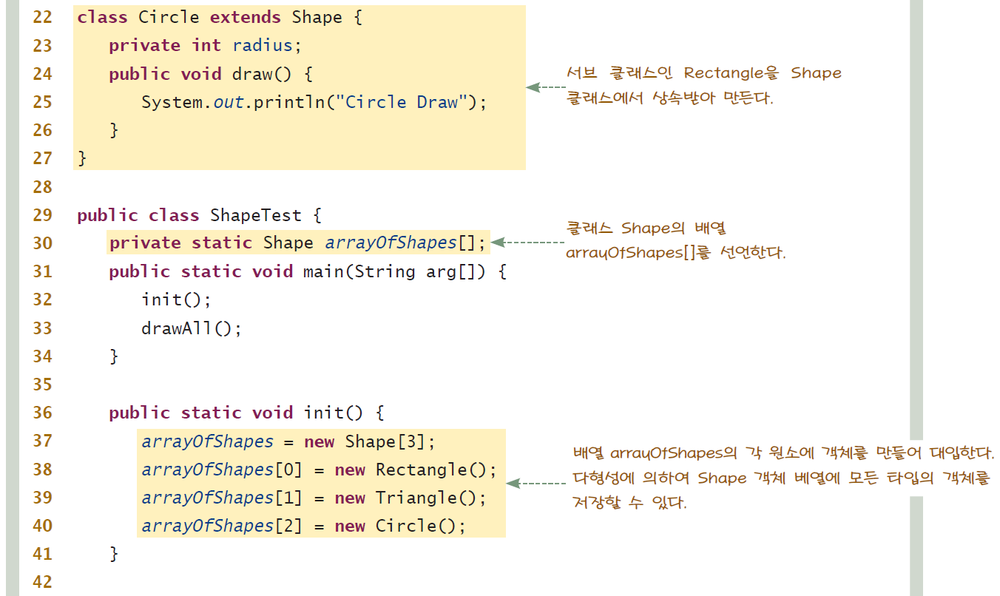 22 class Circle extends Shape {
23 private int radius;
24 public void draw() {
서브 클래스인 Rectangle을 Shape
25 System.out.println("Circle Draw");
클래스에서 상속받아 만든다.
26 }
27 }
28
29 public class ShapeTest {
클래스 Shape의 배열
30 private static Shape arrayOfShapes[];
arrayOfShapes[]를 선언한다.
31 public static void main(String arg[]) {
32 init();
33 drawAll();
34 }
35
36 public static void init() {
37 arrayOfShapes = new Shape[3];
배열 arrayOfShapes의 각 원소에 객체를 만들어 대입한다.
38 arrayOfShapes[0] = new Rectangle();
다형성에 의하여 Shape 객체 베열에 모든 타입의 객체를
39 arrayOfShapes[1] = new Triangle();
저장할 수 있다.
40 arrayOfShapes[2] = new Circle();
41 }
42